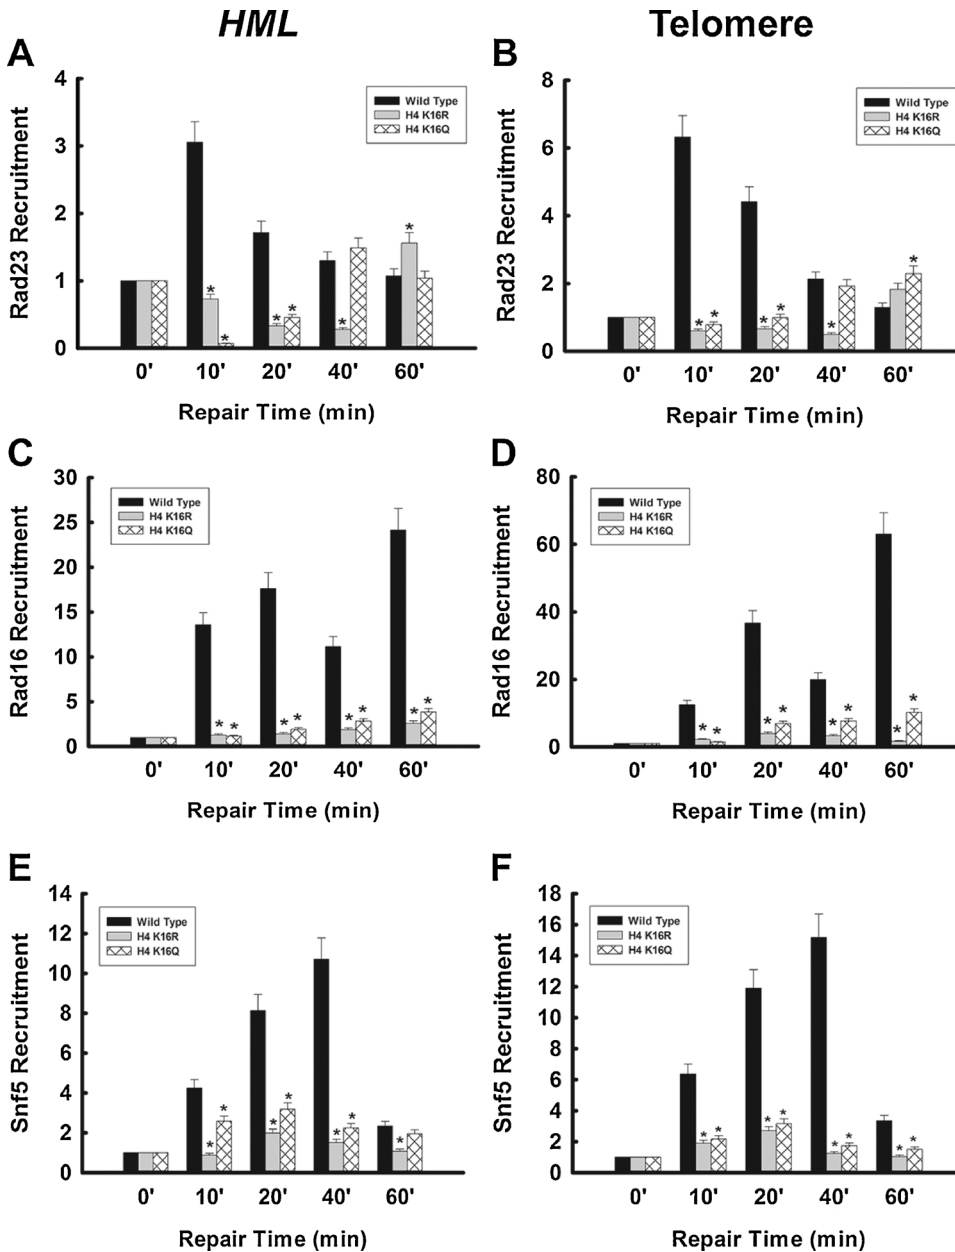 HML
Telomere
A
4
3
2
1
0
Rad23 Recruitment
Wild Type
H4 K16R
H4 K16Q
*
*
*
*
*
*
0' 10' 20' 40' 60'
Repair Time (min)
B
8
6
4
2
0
Rad23 Recruitment
Wild Type
H4 K16R
H4 K16Q
*
*
*
*
*
*
0' 10' 20' 40' 60'
Repair Time (min)
C
30
25
20
15
10
5
0
Rad16 Recruitment
Wild Type
H4 K16R
H4 K16Q
* *
* *
* *
* *
0' 10' 20' 40' 60'
Repair Time (min)
D
80
60
40
20
0
Rad16 Recruitment
Wild Type
H4 K16R
H4 K16Q
* *
* *
* *
* *
0' 10' 20' 40' 60'
Repair Time (min)
E
14
12
10
8
6
4
2
0
Snf5 Recruitment
Wild Type
H4 K16R
H4 K16Q
* *
* *
* *
*
0' 10' 20' 40' 60'
Repair Time (min)
F
18
16
14
12
10
8
6
4
2
0
Snf5 Recruitment
Wild Type
H4 K16R
H4 K16Q
* *
* *
* *
* *
0' 10' 20' 40' 60'
Repair Time (min)